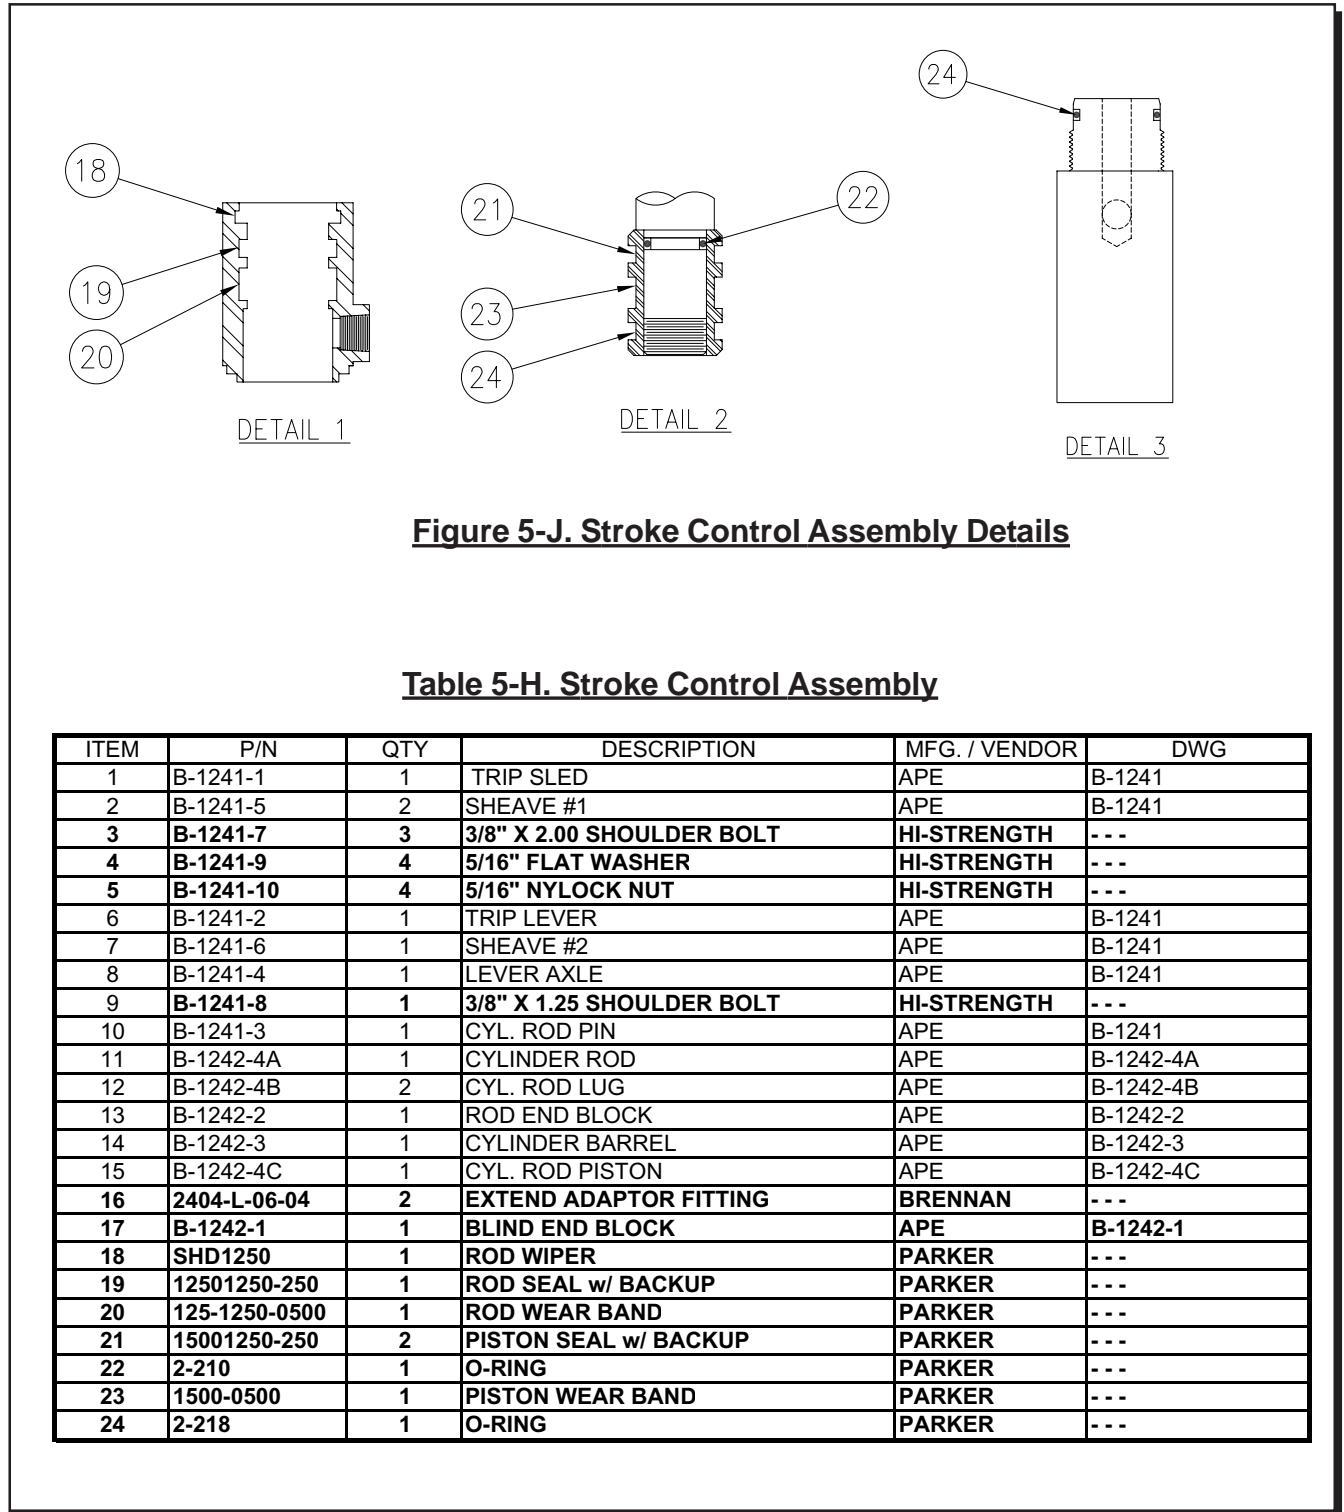 24
18
21
22
19
23
20
24
DETAIL 1
DETAIL 2
DETAIL 3
Figure 5-J. Stroke Control Assembly Details
Table 5-H. Stroke Control Assembly
ITEM P/N QTY DESCRIPTION MFG. / VENDOR DWG
1 B-1241-1 1 TRIP SLED APE B-1241
2 B-1241-5 2 SHEAVE #1 APE B-1241
3 B-1241-7 3 3/8" X 2.00 SHOULDER BOLT HI-STRENGTH - - -
4 B-1241-9 4 5/16" FLAT WASHER HI-STRENGTH - - -
5 B-1241-10 4 5/16" NYLOCK NUT HI-STRENGTH - - -
6 B-1241-2 1 TRIP LEVER APE B-1241
7 B-1241-6 1 SHEAVE #2 APE B-1241
8 B-1241-4 1 LEVER AXLE APE B-1241
9 B-1241-8 1 3/8" X 1.25 SHOULDER BOLT HI-STRENGTH - - -
10 B-1241-3 1 CYL. ROD PIN APE B-1241
11 B-1242-4A 1 CYLINDER ROD APE B-1242-4A
12 B-1242-4B 2 CYL. ROD LUG APE B-1242-4B
13 B-1242-2 1 ROD END BLOCK APE B-1242-2
14 B-1242-3 1 CYLINDER BARREL APE B-1242-3
15 B-1242-4C 1 CYL. ROD PISTON APE B-1242-4C
16 2404-L-06-04 2 EXTEND ADAPTOR FITTING BRENNAN - - -
17 B-1242-1 1 BLIND END BLOCK APE B-1242-1
18 SHD1250 1 ROD WIPER PARKER - - -
19 12501250-250 1 ROD SEAL w/ BACKUP PARKER - - -
20 125-1250-0500 1 ROD WEAR BAND PARKER - - -
21 15001250-250 2 PISTON SEAL w/ BACKUP PARKER - - -
22 2-210 1 O-RING PARKER - - -
23 1500-0500 1 PISTON WEAR BAND PARKER - - -
24 2-218 1 O-RING PARKER - - -